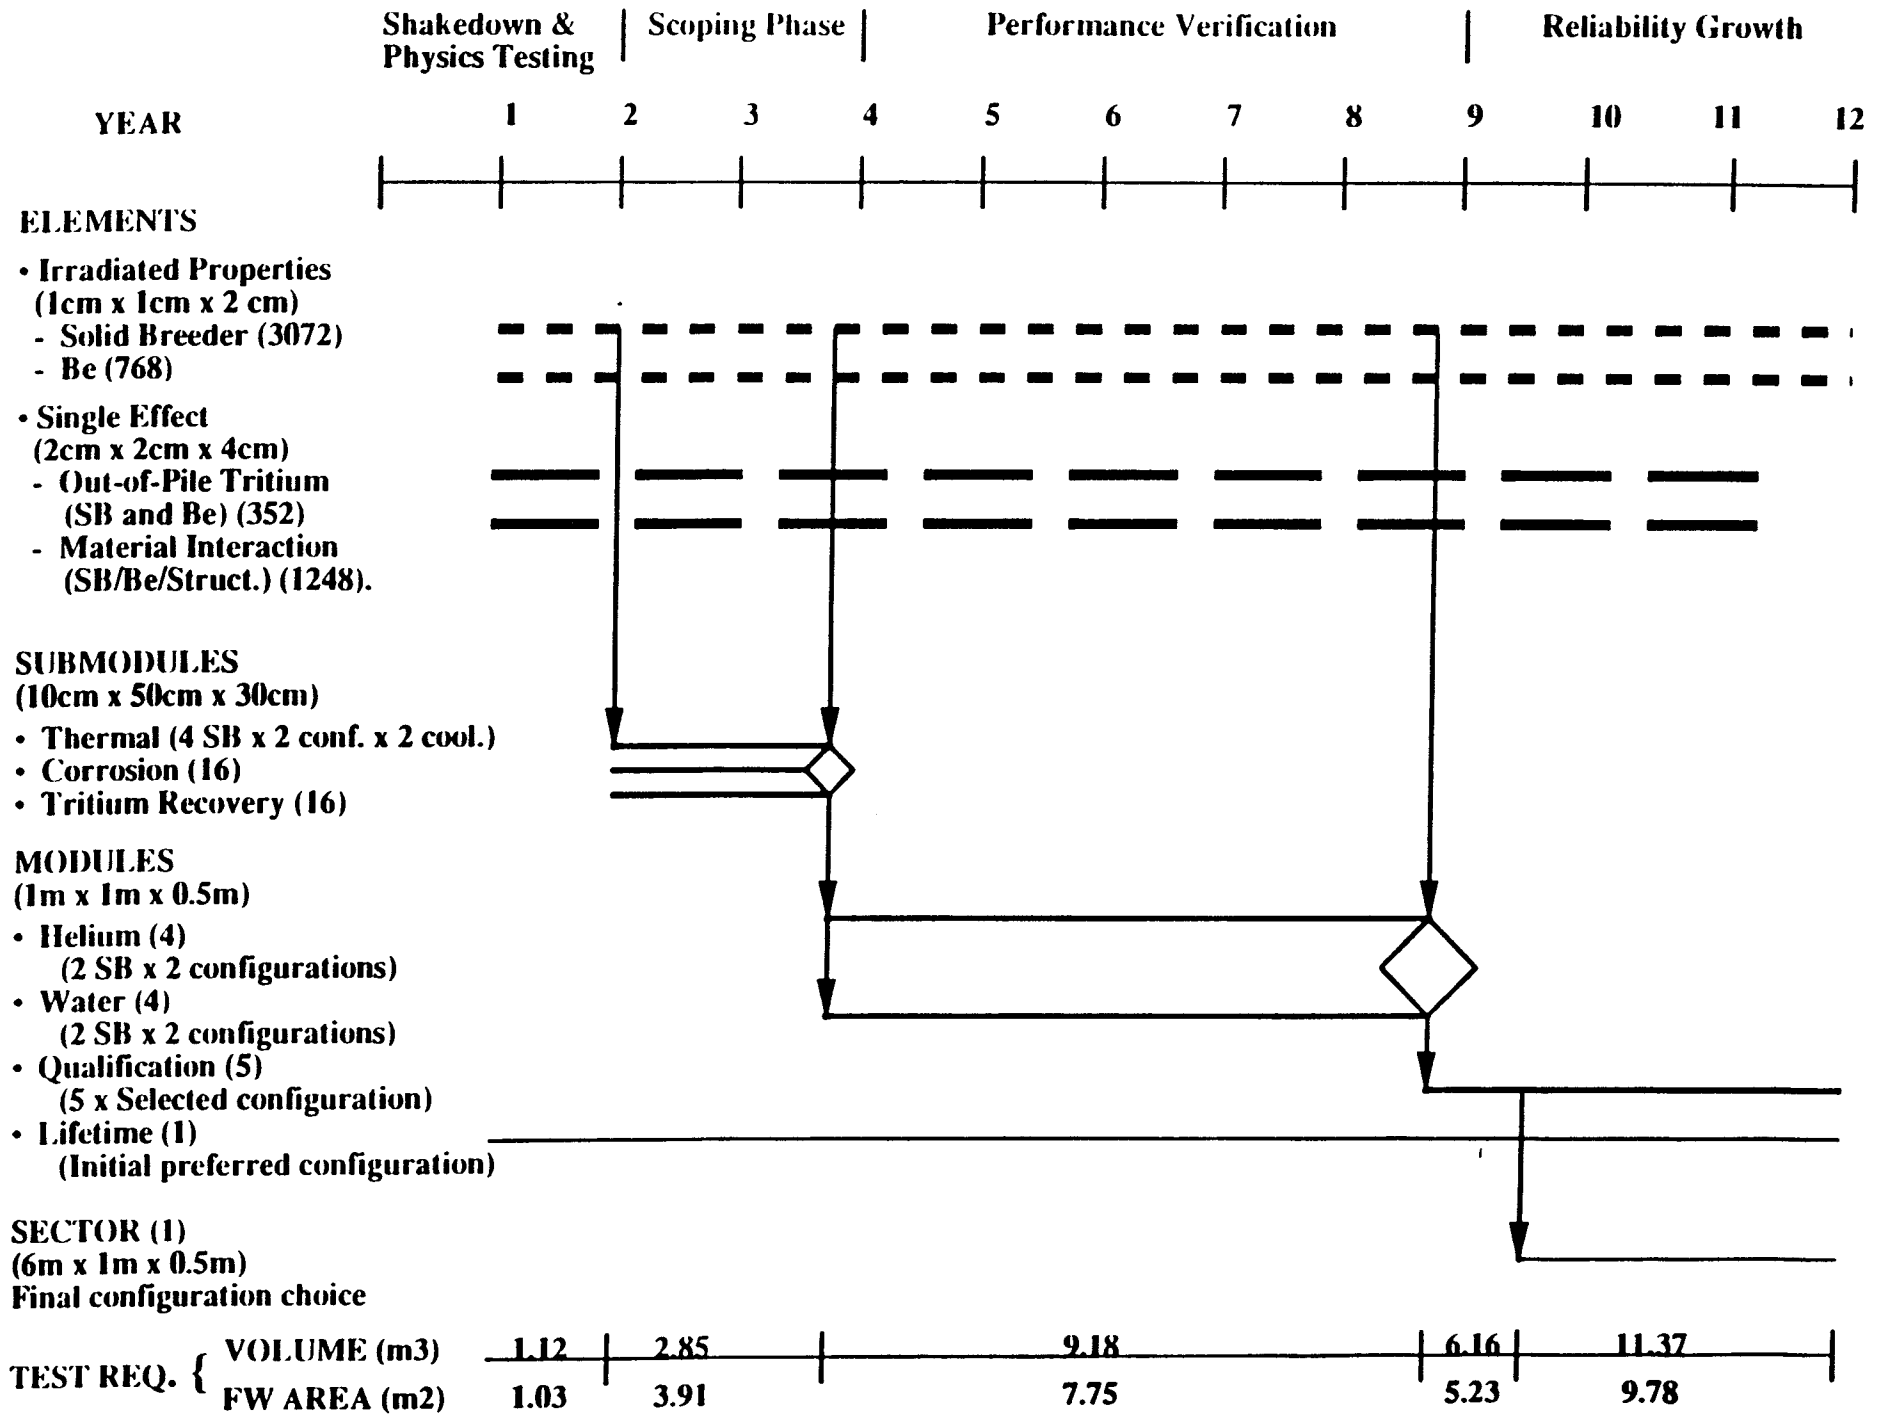 Shakedown & | Scoping Phase | Performance Verification | Reliability Growth
Physics Testing
YEAR 1 2 3 4 5 6 7 8 9 10 11 12
ELEMENTS
• Irradiated Properties
(1cm x 1cm x 2 cm)
- Solid Breeder (3072)
- Be (768)
• Single Effect
(2cm x 2cm x 4cm)
- Out-of-Pile Tritium
(SB and Be) (352)
- Material Interaction
(SB/Be/Struct.) (1248).
SUBMODULES
(10cm x 50cm x 30cm)
• Thermal (4 SB x 2 conf. x 2 cool.)
• Corrosion (16)
• Tritium Recovery (16)
MODULES
(1m x 1m x 0.5m)
• Helium (4)
(2 SB x 2 configurations)
• Water (4)
(2 SB x 2 configurations)
• Qualification (5)
(5 x Selected configuration)
• Lifetime (1)
(Initial preferred configuration)
SECTOR (1)
(6m x 1m x 0.5m)
Final configuration choice
TEST REQ. {
VOLUME (m3) 1.12 2.85 9.18 6.16 11.37
FW AREA (m2) 1.03 3.91 7.75 5.23 9.78